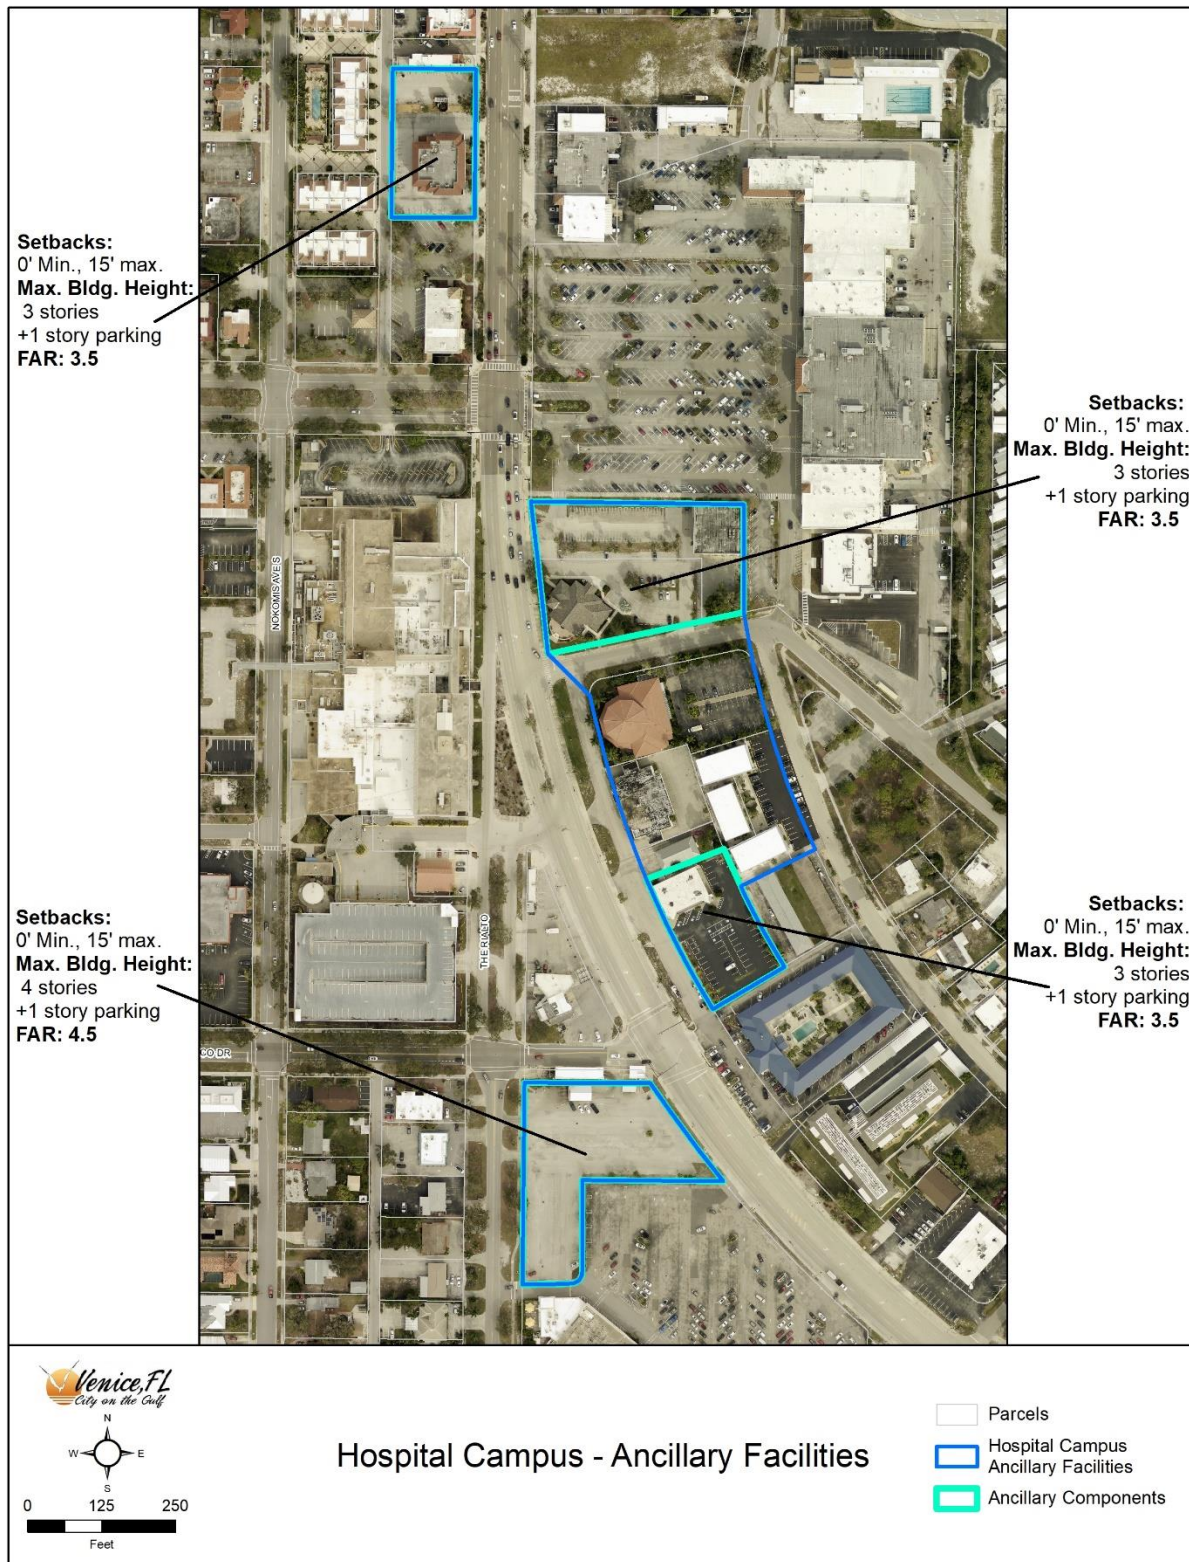 Setbacks:
0' Min., 15' max.
Max. Bldg. Height:
3 stories
+1 story parking
FAR: 3.5
Setbacks:
0' Min., 15' max.
Max. Bldg. Height:
3 stories
+1 story parking
FAR: 3.5
NOKOMIS AVE S
Setbacks:
0' Min., 15' max.
Max. Bldg. Height:
4 stories
+1 story parking
FAR: 4.5
Setbacks:
0' Min., 15' max.
Max. Bldg. Height:
3 stories
+1 story parking
FAR: 3.5
THE RIALTO
CO DR
Venice, FL
City on the Gulf
N
W E
S
0 125 250
Feet
Hospital Campus - Ancillary Facilities
Parcels
Hospital Campus
Ancillary Facilities
Ancillary Components